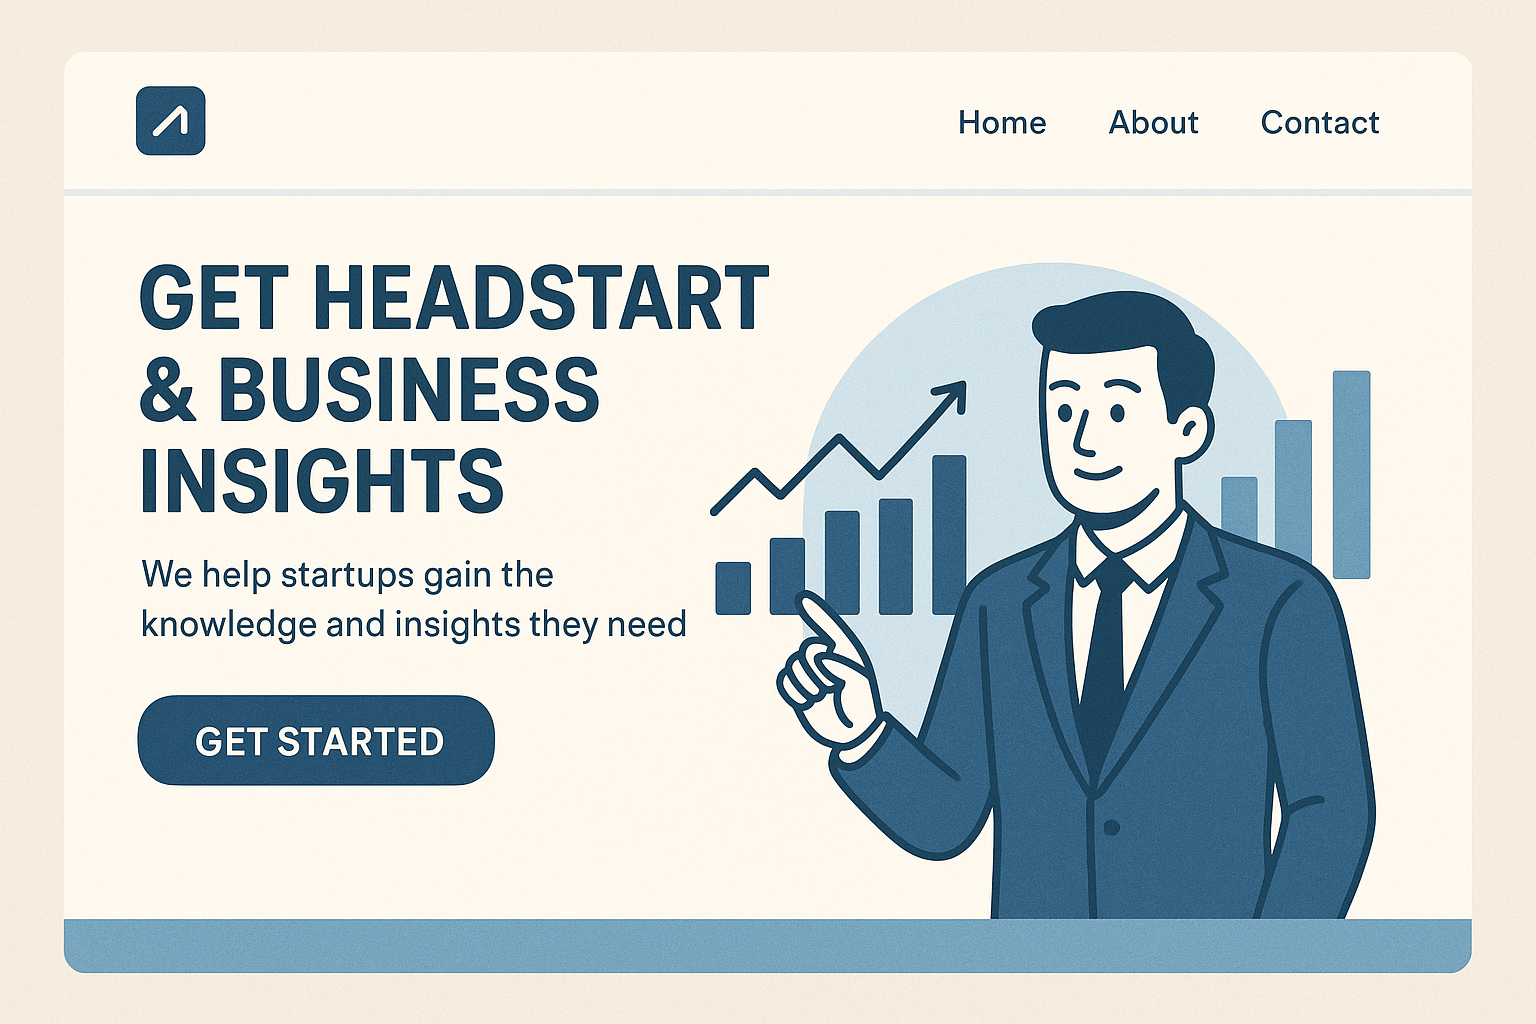 Home About Contact
GET HEADSTART
& BUSINESS
INSIGHTS
We help startups gain the
knowledge and insights they need
GET STARTED